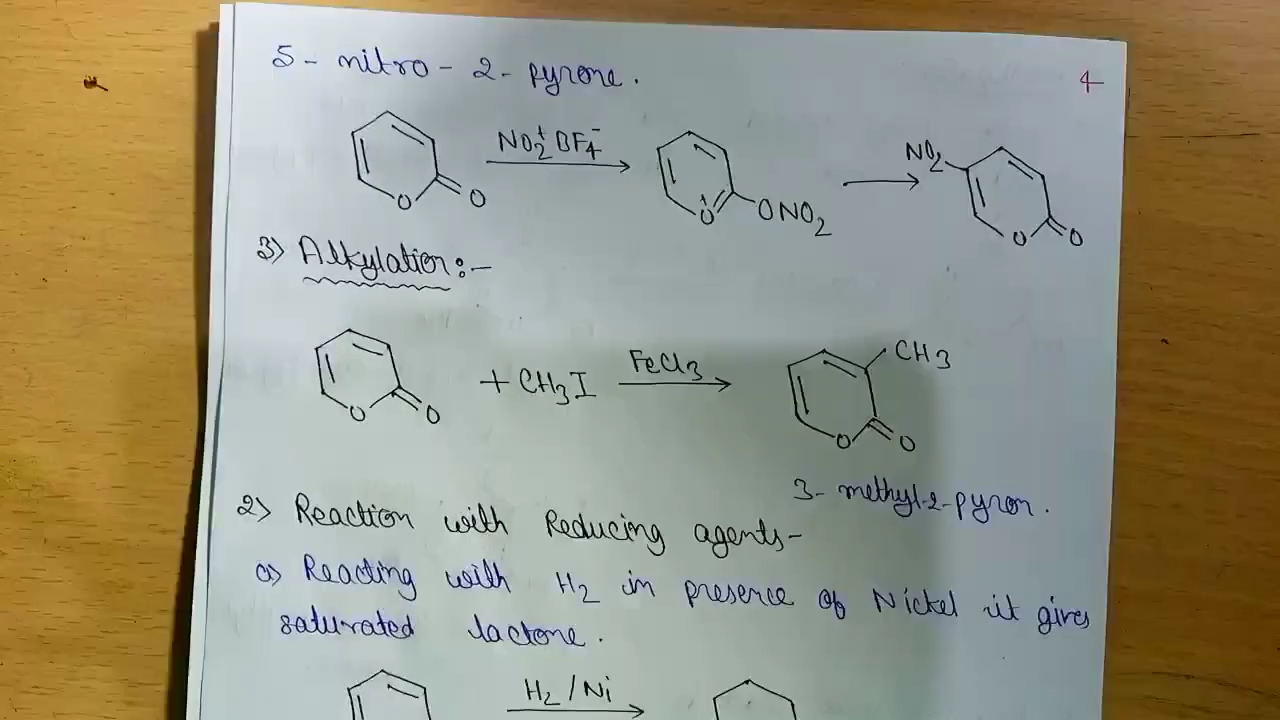 5 - nitro - 2 - pyrone.
4
NO2+ BF4-
O
O
O+
ONO2
NO2
O
O
3) Alkylation :-
O
O
+ CH3I
FeCl3
CH3
O
O
3- methyl-2-pyron.
2) Reaction with Reducing agents-
a) Reacting with H2 in presence of Nickel it gives
saturated lactone.
H2 / Ni